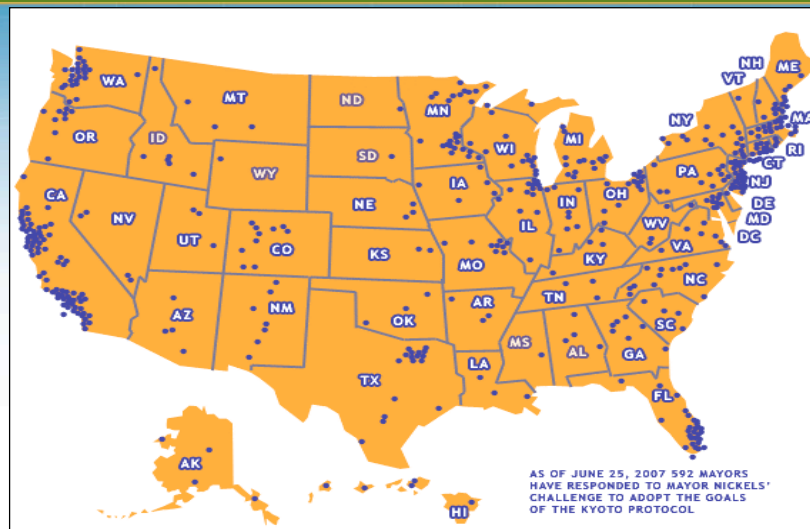 NH
VT
ME
WA
MT
ND
MN
NY
MA
OR
ID
SD
WI
MI
RI
CT
WY
IA
PA
NJ
CA
NE
IN
OH
DE
NV
WV
MD
UT
CO
IL
DC
KS
VA
MO
KY
NC
AZ
NM
AR
TN
OK
SC
MS
AL
GA
LA
TX
FL
AK
HI
AS OF JUNE 25, 2007 592 MAYORS
HAVE RESPONDED TO MAYOR NICKELS'
CHALLENGE TO ADOPT THE GOALS
OF THE KYOTO PROTOCOL